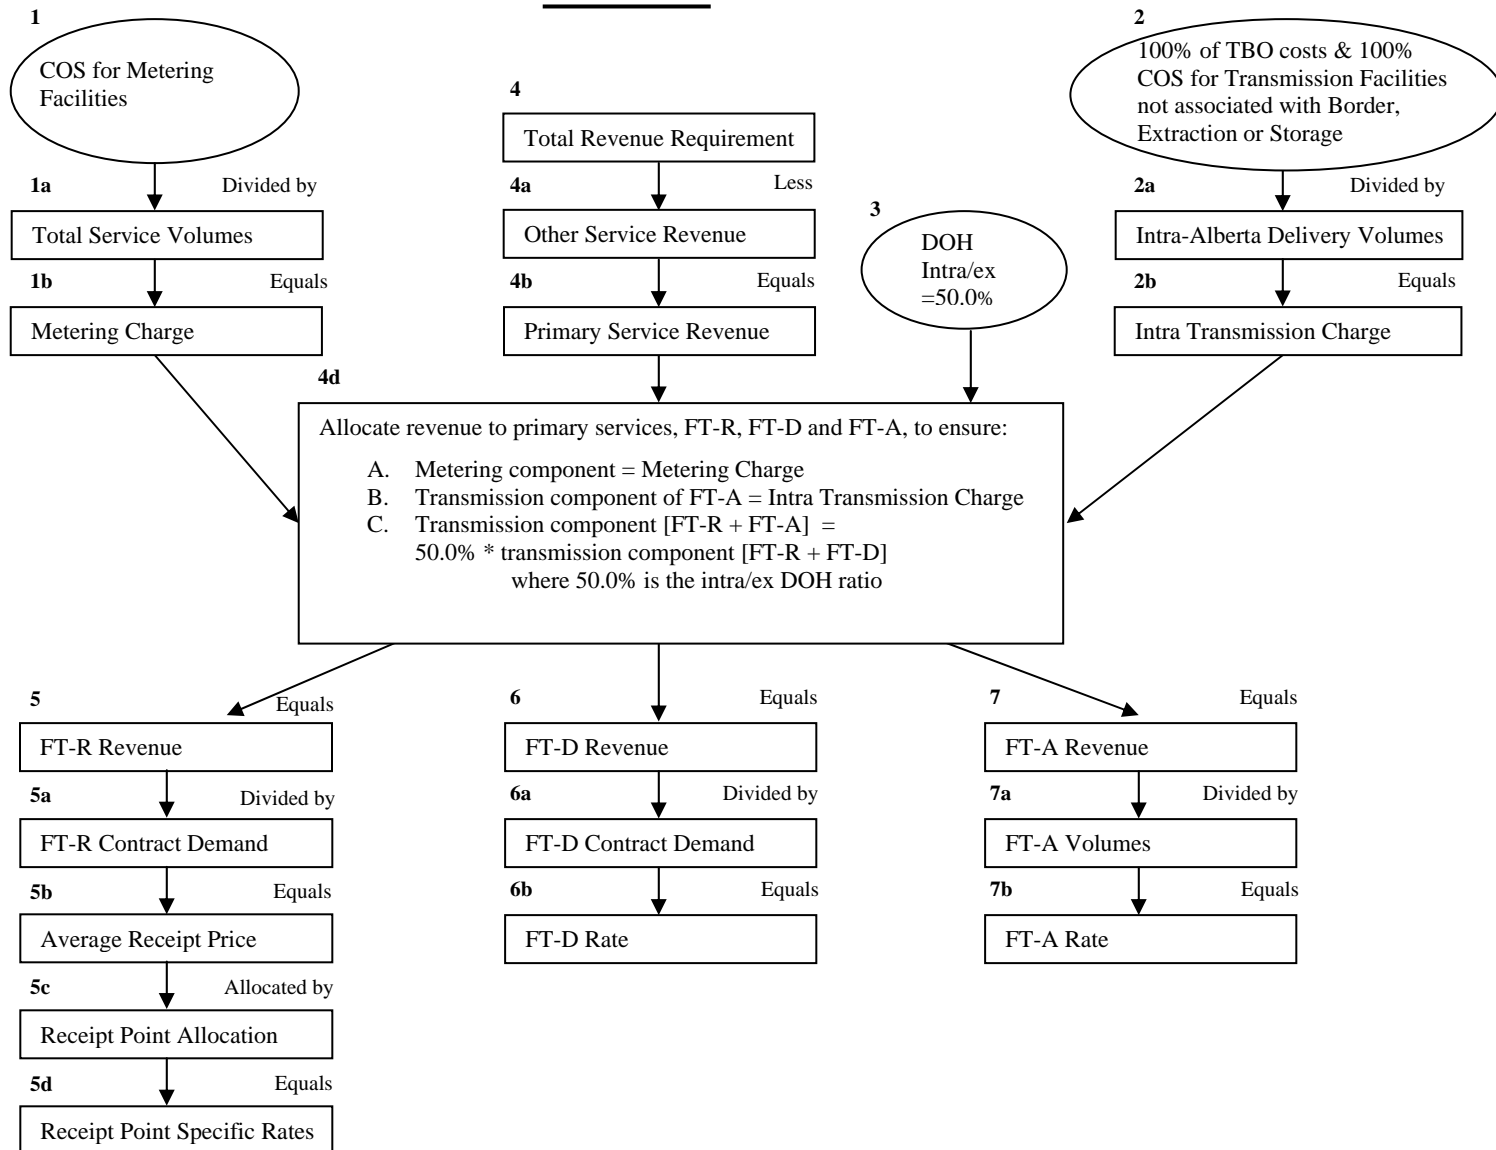 1
COS for Metering
Facilities
1a
Divided by
Total Service Volumes
1b
Equals
Metering Charge
4
Total Revenue Requirement
4a
Less
Other Service Revenue
4b
Equals
Primary Service Revenue
3
DOH
Intra/ex
=50.0%
2
100% of TBO costs & 100%
COS for Transmission Facilities
not associated with Border,
Extraction or Storage
2a
Divided by
Intra-Alberta Delivery Volumes
2b
Equals
Intra Transmission Charge
4d
Allocate revenue to primary services, FT-R, FT-D and FT-A, to ensure:
A. Metering component = Metering Charge
B. Transmission component of FT-A = Intra Transmission Charge
C. Transmission component [FT-R + FT-A] =
50.0% * transmission component [FT-R + FT-D]
where 50.0% is the intra/ex DOH ratio
5
Equals
FT-R Revenue
5a
Divided by
FT-R Contract Demand
5b
Equals
Average Receipt Price
5c
Allocated by
Receipt Point Allocation
5d
Equals
Receipt Point Specific Rates
6
Equals
FT-D Revenue
6a
Divided by
FT-D Contract Demand
6b
Equals
FT-D Rate
7
Equals
FT-A Revenue
7a
Divided by
FT-A Volumes
7b
Equals
FT-A Rate